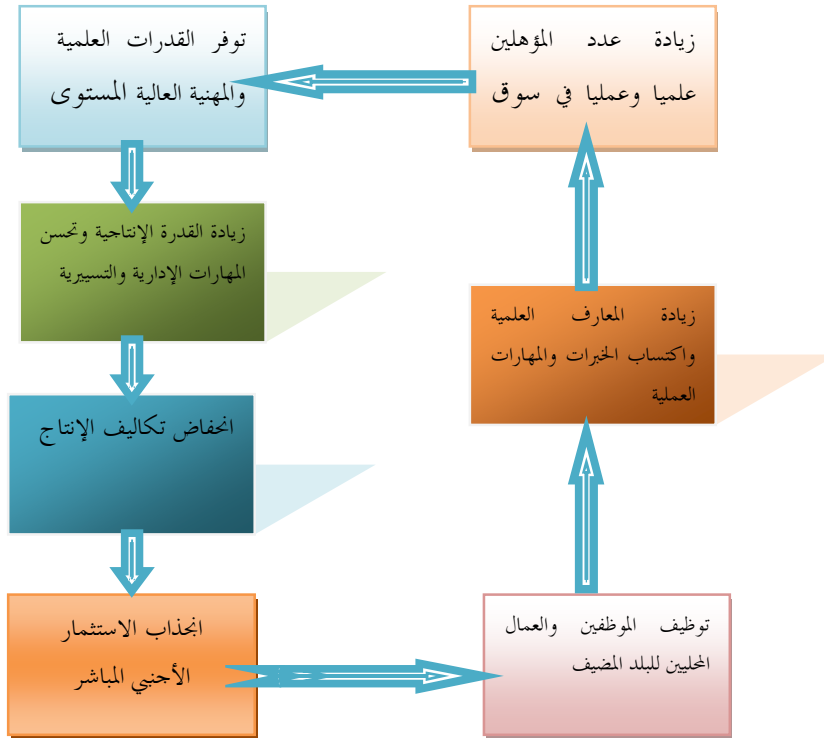 زيادة عدد المؤهلين
علميا وعمليا في سوق
توفر القدرات العلمية
والمهنية العالية المستوى
زيادة القدرة الإنتاجية وتحسن
المهارات الإدارية والتسييرية
انخفاض تكاليف الإنتاج
انجذاب الاستثمار
الأجنبي المباشر
توظيف الموظفين والعمال
المحليين للبلد المضيف
زيادة المعارف العلمية
واكتساب الخبرات والمهارات
العملية